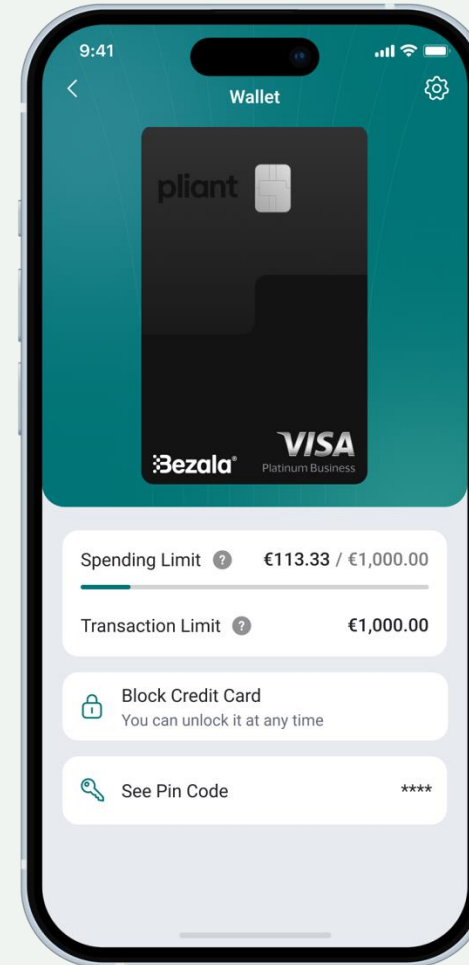 9:41
Wallet
pliant
Bezala®
VISA
Platinum Business
Spending Limit ? €113.33 / €1,000.00
Transaction Limit ? €1,000.00
Block Credit Card
You can unlock it at any time
See Pin Code ****